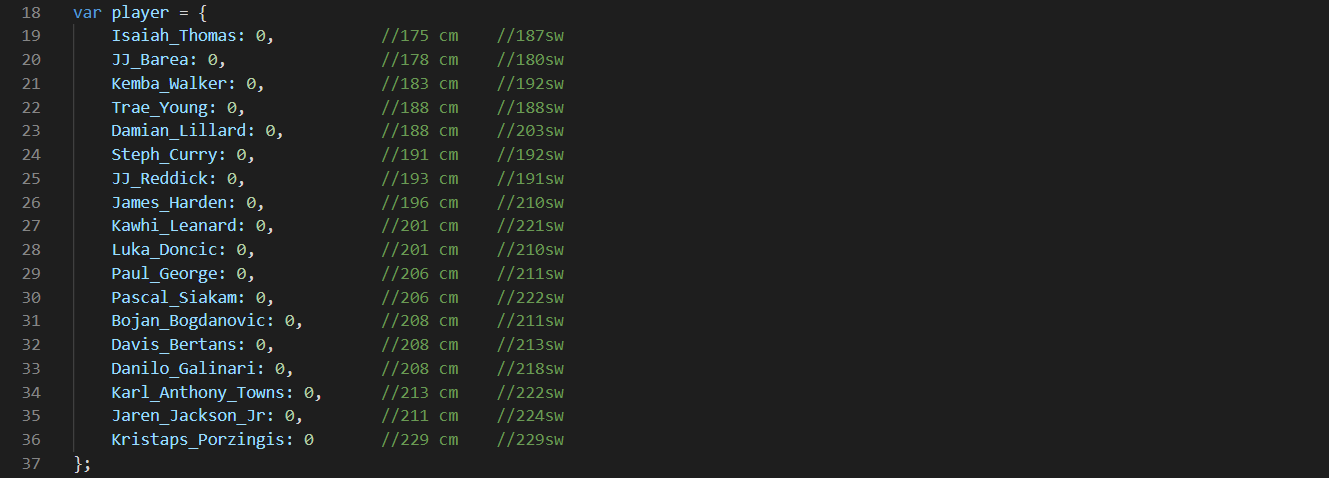 18 var player = {
19 Isaiah_Thomas: 0, //175 cm //187sw
20 JJ_Barea: 0, //178 cm //180sw
21 Kemba_Walker: 0, //183 cm //192sw
22 Trae_Young: 0, //188 cm //188sw
23 Damian_Lillard: 0, //188 cm //203sw
24 Steph_Curry: 0, //191 cm //192sw
25 JJ_Reddick: 0, //193 cm //191sw
26 James_Harden: 0, //196 cm //210sw
27 Kawhi_Leanard: 0, //201 cm //221sw
28 Luka_Doncic: 0, //201 cm //210sw
29 Paul_George: 0, //206 cm //211sw
30 Pascal_Siakam: 0, //206 cm //222sw
31 Bojan_Bogdanovic: 0, //208 cm //211sw
32 Davis_Bertans: 0, //208 cm //213sw
33 Danilo_Galinari: 0, //208 cm //218sw
34 Karl_Anthony_Towns: 0, //213 cm //222sw
35 Jaren_Jackson_Jr: 0, //211 cm //224sw
36 Kristaps_Porzingis: 0 //229 cm //229sw
37 };